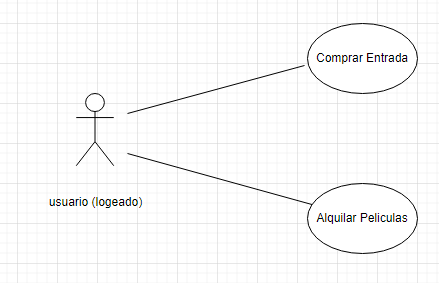 Comprar Entrada
usuario (logeado)
Alquilar Peliculas